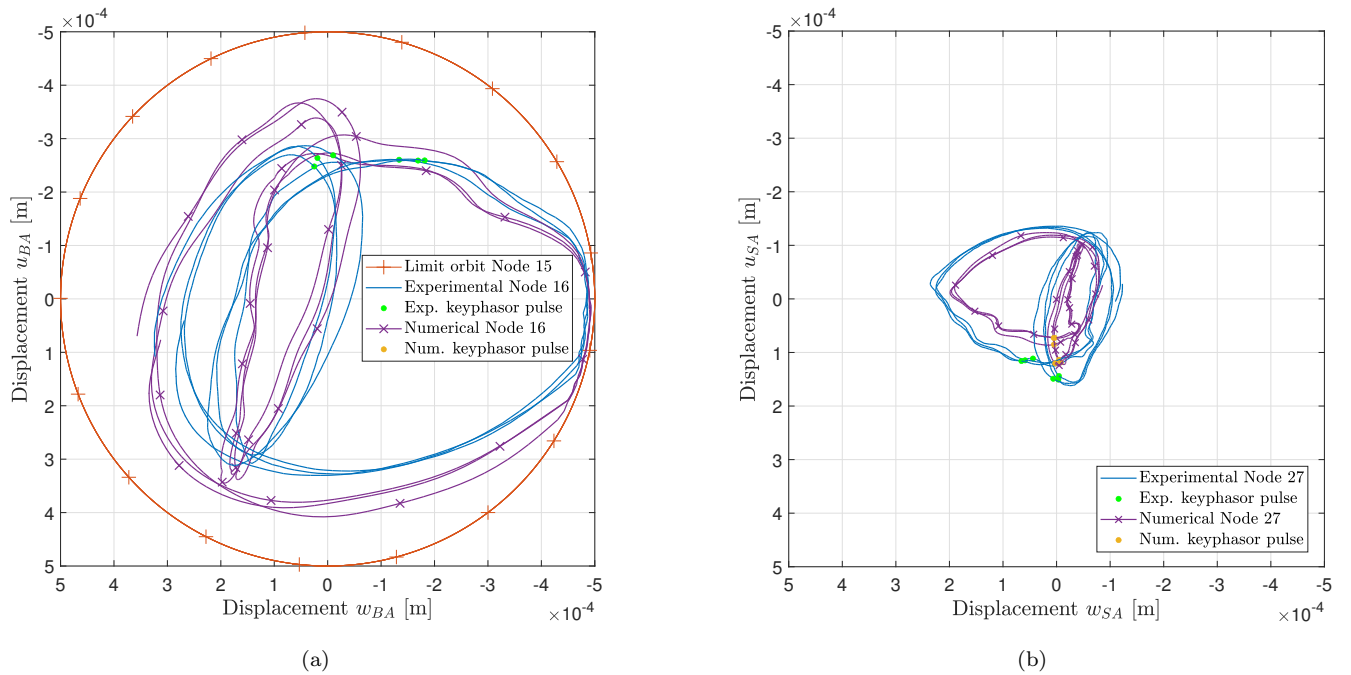 ×10⁻⁴
-5
-4
-3
-2
-1
0
1
2
3
4
5
Displacement u_BA [m]
Limit orbit Node 15
Experimental Node 16
Exp. keyphasor pulse
Numerical Node 16
Num. keyphasor pulse
5 4 3 2 1 0 -1 -2 -3 -4 -5
Displacement w_BA [m]
×10⁻⁴
(a)
×10⁻⁴
-5
-4
-3
-2
-1
0
1
2
3
4
5
Displacement u_SA [m]
Experimental Node 27
Exp. keyphasor pulse
Numerical Node 27
Num. keyphasor pulse
5 4 3 2 1 0 -1 -2 -3 -4 -5
Displacement w_SA [m]
×10⁻⁴
(b)